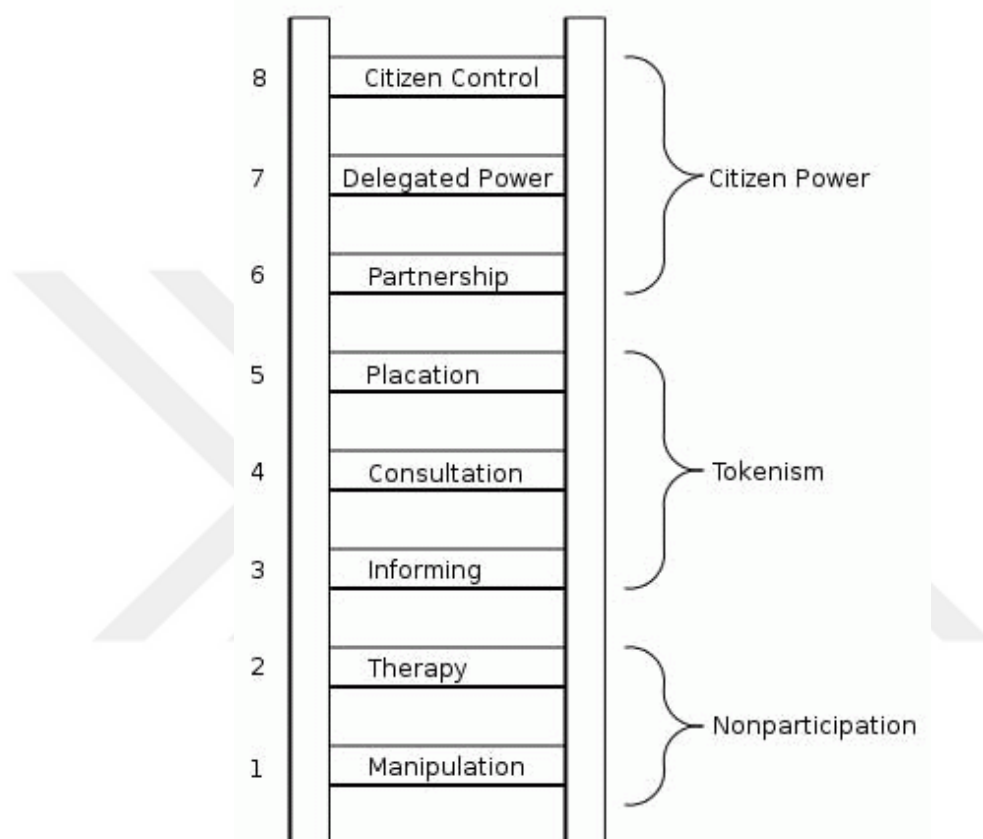 8 Citizen Control
7 Delegated Power
Citizen Power
6 Partnership
5 Placation
4 Consultation
Tokenism
3 Informing
2 Therapy
Nonparticipation
1 Manipulation